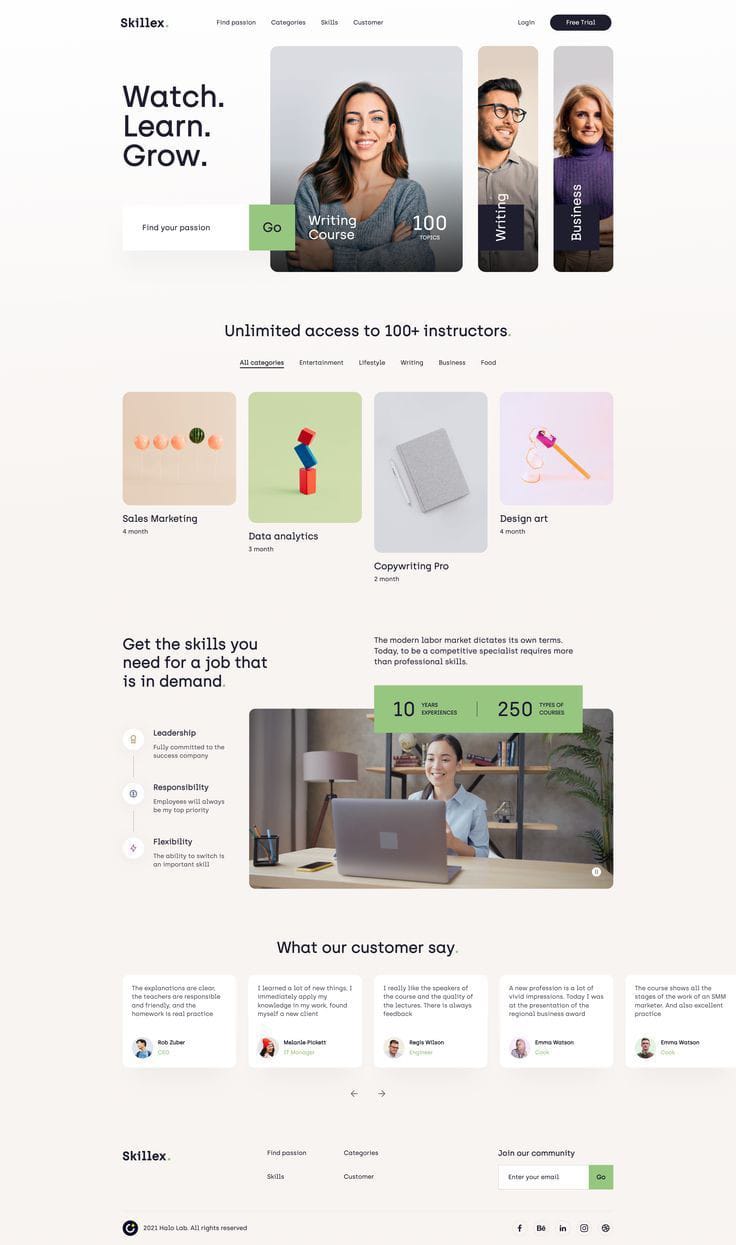 Skillex.
Find passion
Categories
Skills
Customer
Login
Free Trial
Watch.
Learn.
Grow.
Find your passion
Go
Writing
Course
100
TOPICS
Writing
Business
Unlimited access to 100+ instructors.
All categories
Entertainment
Lifestyle
Writing
Business
Food
Sales Marketing
4 month
Data analytics
3 month
Copywriting Pro
2 month
Design art
4 month
Get the skills you
need for a job that
is in demand.
The modern labor market dictates its own terms.
Today, to be a competitive specialist requires more
than professional skills.
10
YEARS
EXPERIENCES
250
TYPES OF
COURSES
Leadership
Fully committed to the
success company
Responsibility
Employees will always
be my top priority
Flexibility
The ability to switch is
an important skill
What our customer say.
The explanations are clear,
the teachers are responsible
and friendly, and the
homework is real practice
Rob Zuber
CEO
I learned a lot of new things, I
immediately apply my
knowledge in my work, found
myself a new client
Melanie Pickett
IT Manager
I really like the speakers of
the course and the quality of
the lectures. There is always
feedback
Regis Wilson
Engineer
A new profession is a lot of
vivid impressions. Today I was
at the presentation of the
regional business award
Emma Watson
Cook
The course shows all the
stages of the work of an SMM
marketer. And also excellent
practice
Emma Watson
Cook
Skillex.
Find passion
Categories
Skills
Customer
Join our community
Enter your email
Go
2021 Halo Lab. All rights reserved
f
Bē
in